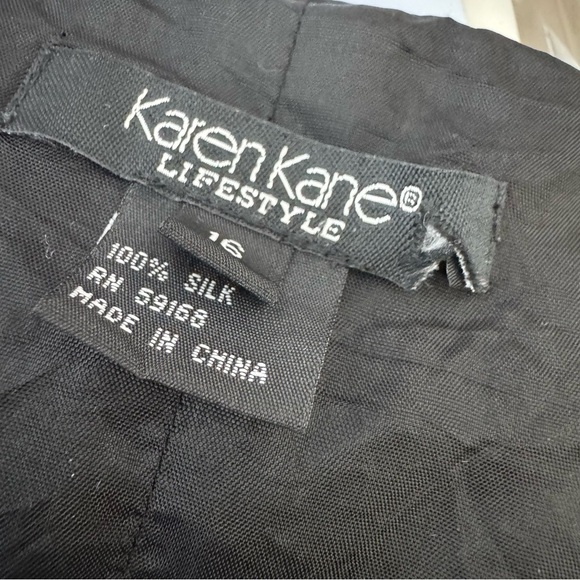 Karen Kane®
LIFESTYLE
16
100% SILK
RN 59168
MADE IN CHINA